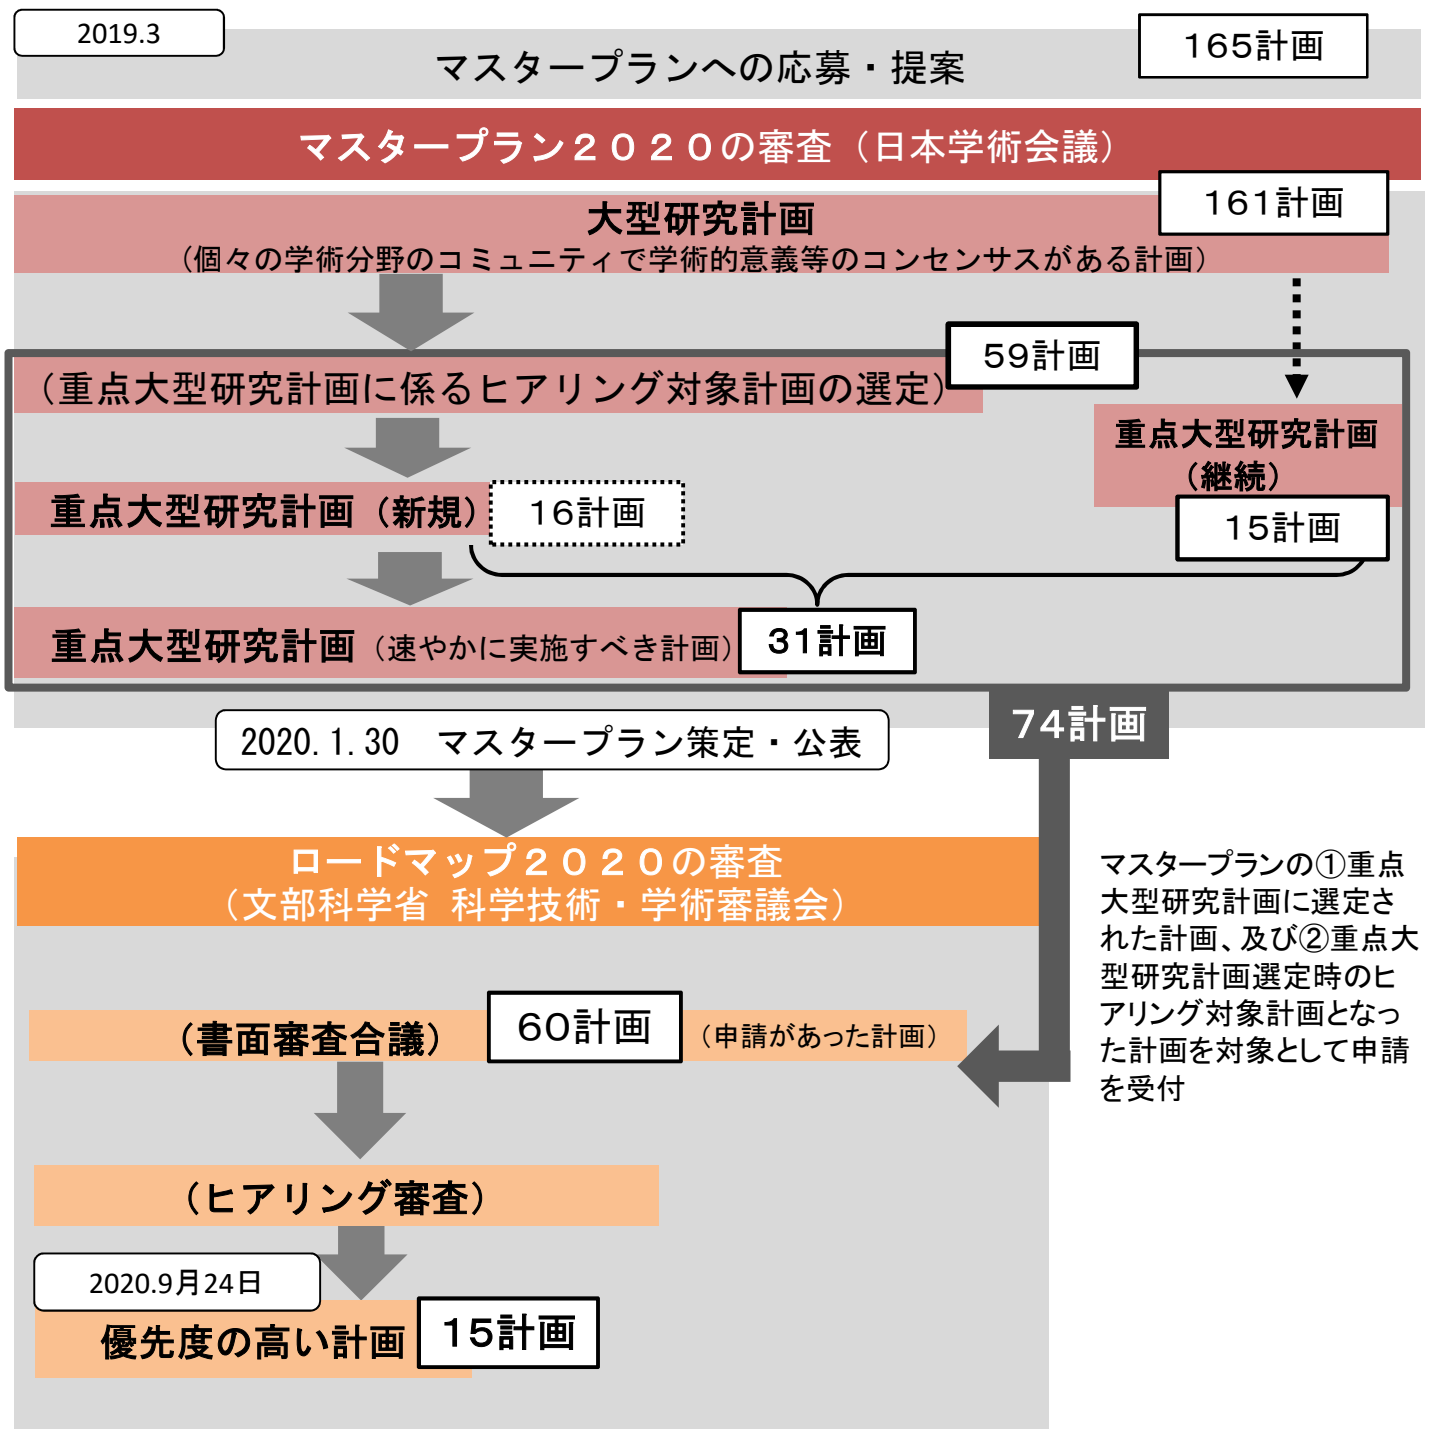 2019.3
マスタープランへの応募・提案
165計画
マスタープラン２０２０の審査（日本学術会議）
大型研究計画
161計画
（個々の学術分野のコミュニティで学術的意義等のコンセンサスがある計画）
（重点大型研究計画に係るヒアリング対象計画の選定）
59計画
重点大型研究計画
（継続）
15計画
重点大型研究計画（新規）
16計画
重点大型研究計画（速やかに実施すべき計画）
31計画
74計画
2020.1.30　マスタープラン策定・公表
ロードマップ２０２０の審査
（文部科学省 科学技術・学術審議会）
マスタープランの①重点
大型研究計画に選定さ
れた計画、及び②重点大
型研究計画選定時のヒ
アリング対象計画となっ
た計画を対象として申請
を受付
（書面審査合議）
60計画
（申請があった計画）
（ヒアリング審査）
2020.9月24日
優先度の高い計画
15計画